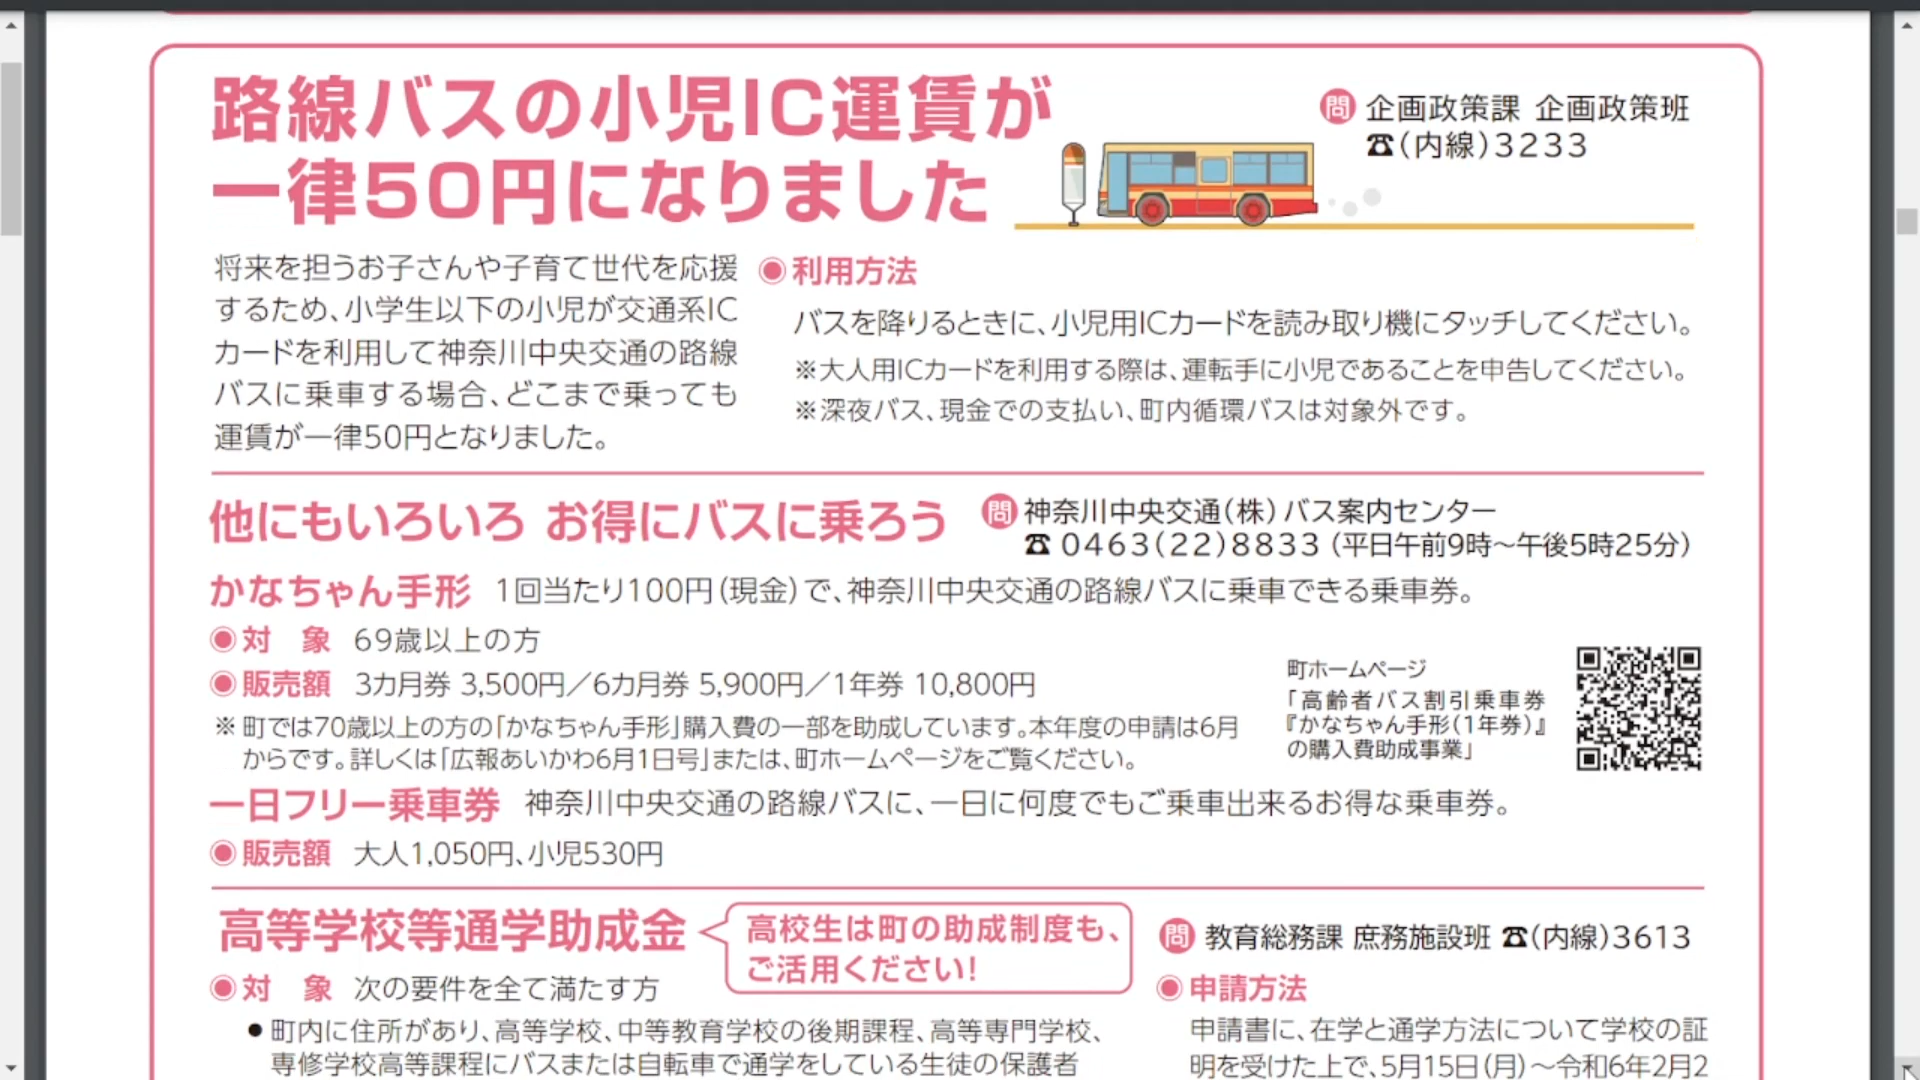 路線バスの小児IC運賃が
一律50円になりました
問 企画政策課 企画政策班
☎(内線)3233
将来を担うお子さんや子育て世代を応援
するため、小学生以下の小児が交通系IC
カードを利用して神奈川中央交通の路線
バスに乗車する場合、どこまで乗っても
運賃が一律50円となりました。
◉利用方法
バスを降りるときに、小児用ICカードを読み取り機にタッチしてください。
※大人用ICカードを利用する際は、運転手に小児であることを申告してください。
※深夜バス、現金での支払い、町内循環バスは対象外です。
他にもいろいろ お得にバスに乗ろう
問 神奈川中央交通(株) バス案内センター
☎ 0463(22)8833 (平日午前9時〜午後5時25分)
かなちゃん手形 1回当たり100円(現金)で、神奈川中央交通の路線バスに乗車できる乗車券。
◉対 象 69歳以上の方
◉販売額 3カ月券 3,500円／6カ月券 5,900円／1年券 10,800円
※ 町では70歳以上の方の「かなちゃん手形」購入費の一部を助成しています。本年度の申請は6月
からです。詳しくは「広報あいかわ6月1日号」または、町ホームページをご覧ください。
町ホームページ
「高齢者バス割引乗車券
『かなちゃん手形(1年券)』
の購入費助成事業」
一日フリー乗車券 神奈川中央交通の路線バスに、一日に何度でもご乗車出来るお得な乗車券。
◉販売額 大人1,050円、小児530円
高等学校等通学助成金
高校生は町の助成制度も、
ご活用ください!
問 教育総務課 庶務施設班 ☎(内線)3613
◉対 象 次の要件を全て満たす方
●町内に住所があり、高等学校、中等教育学校の後期課程、高等専門学校、
専修学校高等課程にバスまたは自転車で通学をしている生徒の保護者
◉申請方法
申請書に、在学と通学方法について学校の証
明を受けた上で、5月15日(月)〜令和6年2月2